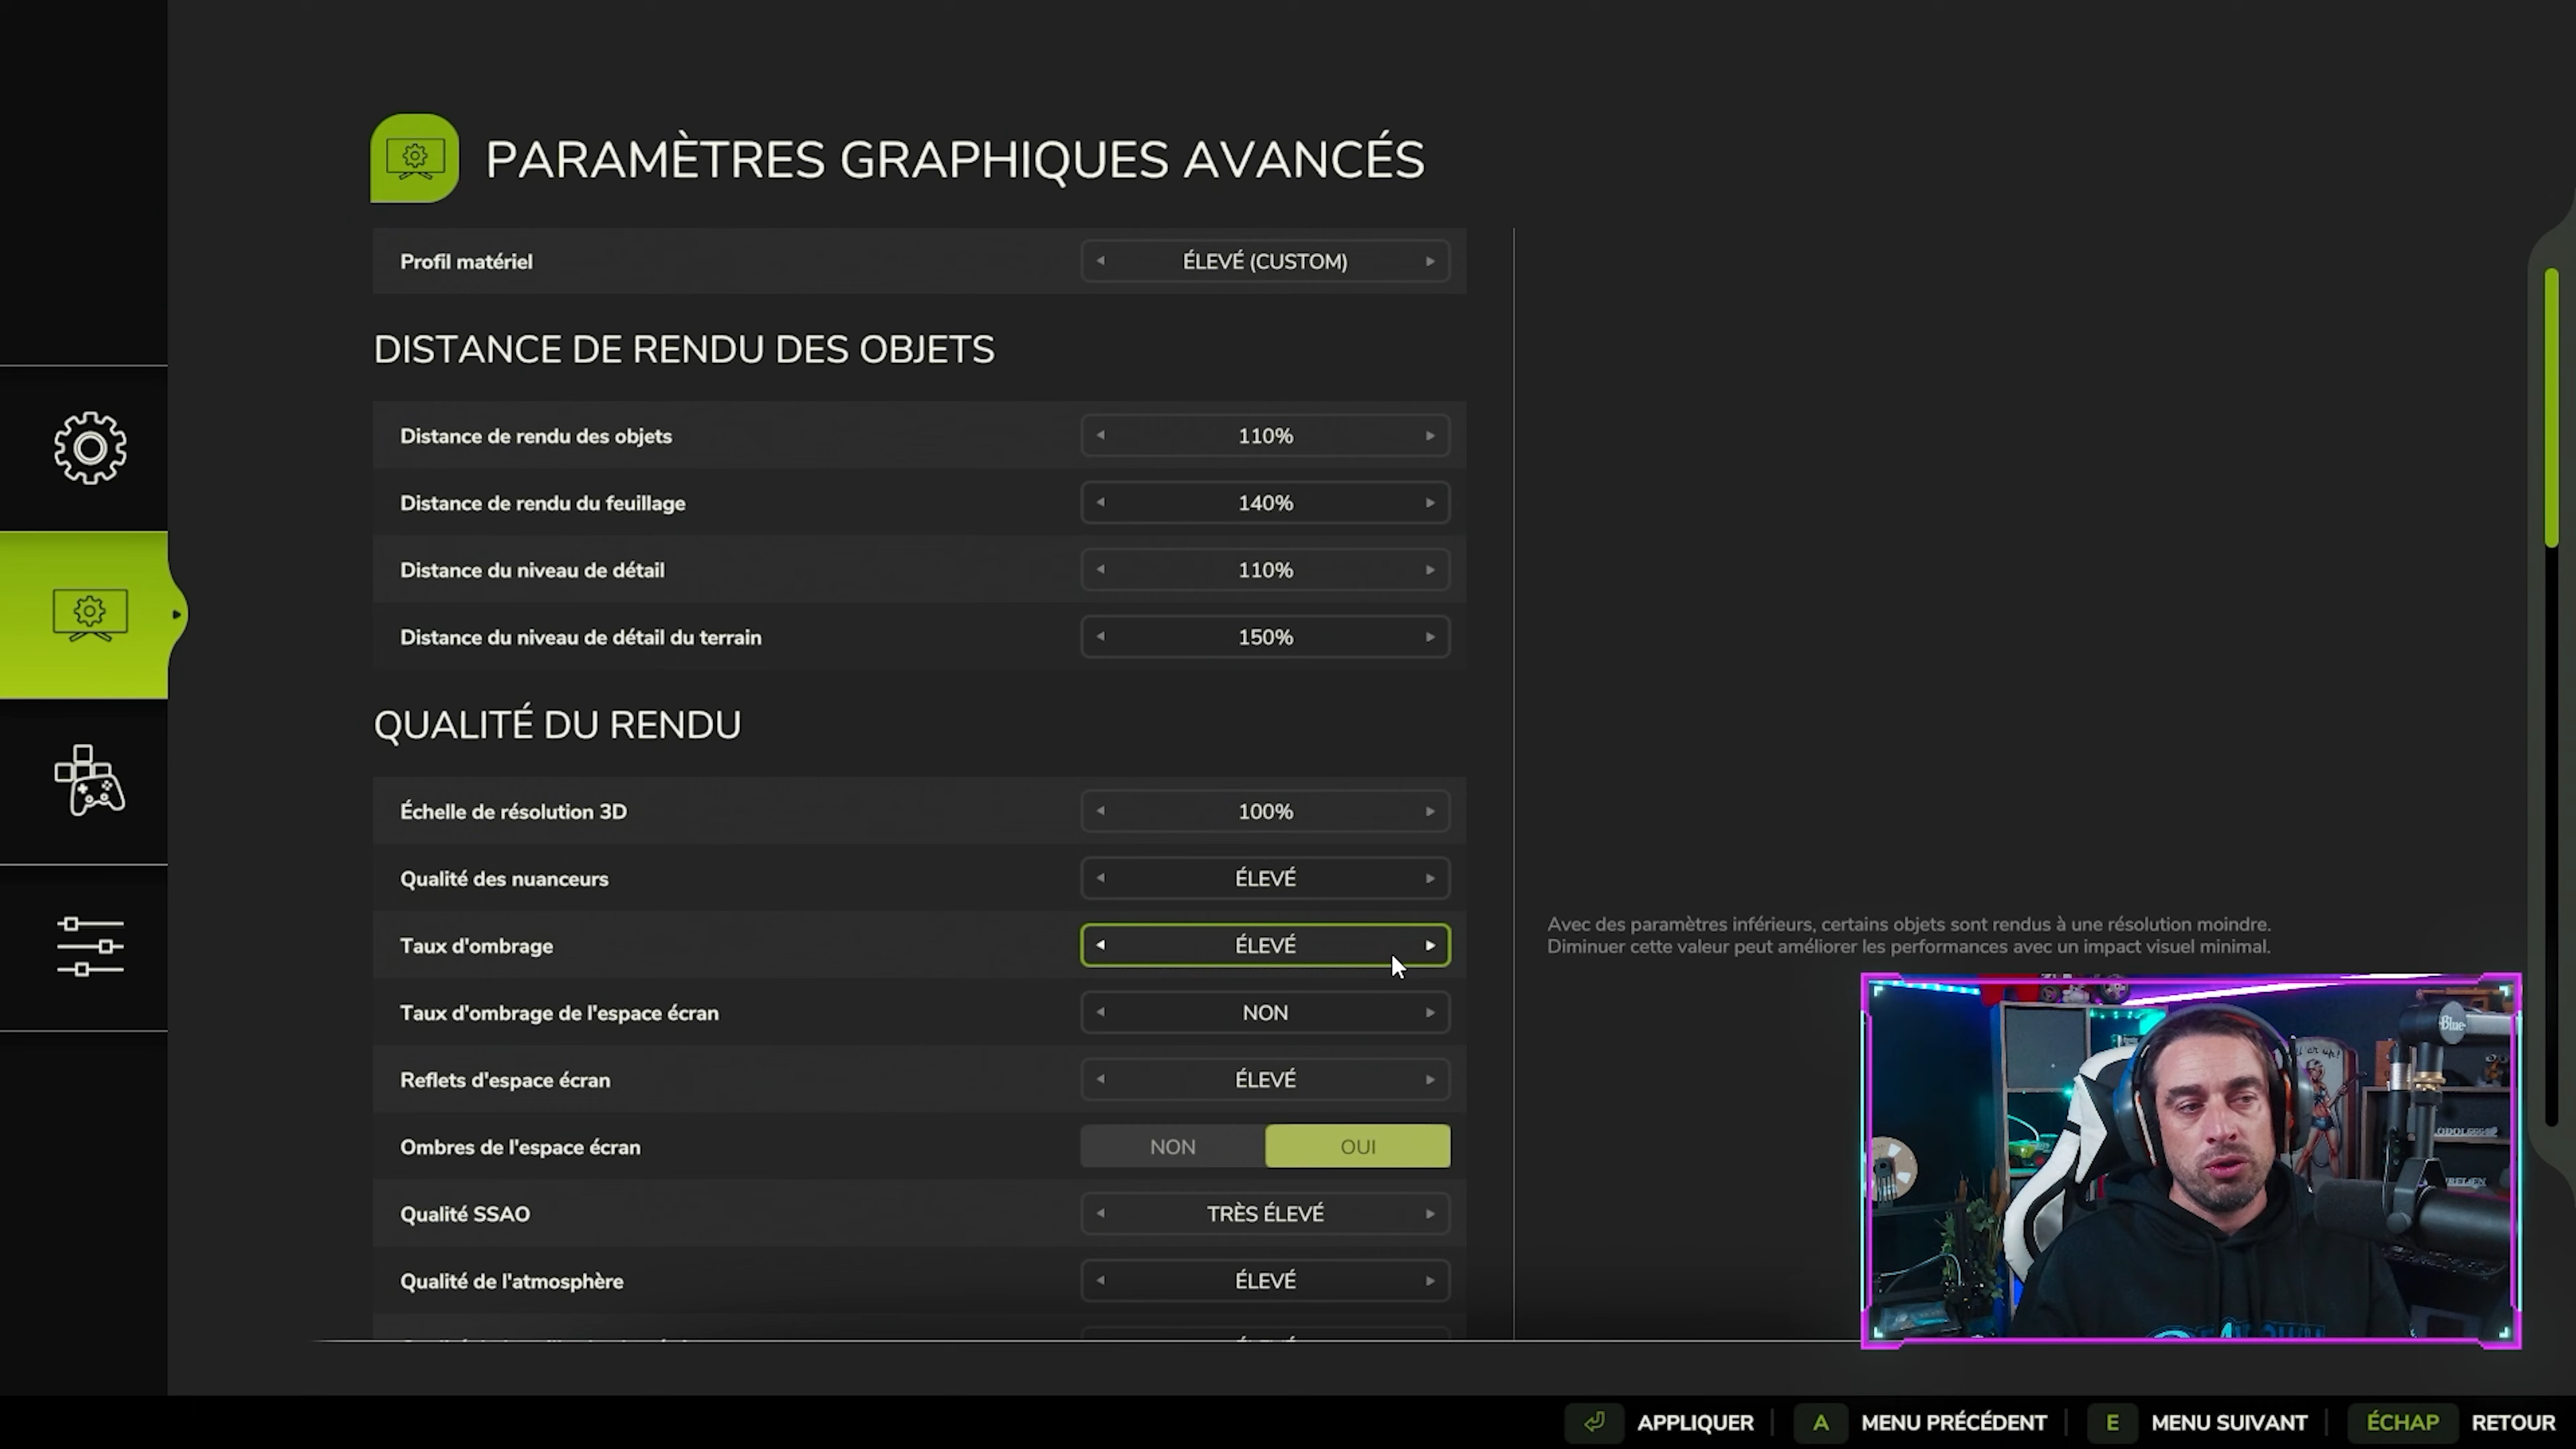 PARAMÈTRES GRAPHIQUES AVANCÉS
Profil matériel ÉLEVÉ (CUSTOM)
DISTANCE DE RENDU DES OBJETS
Distance de rendu des objets 110%
Distance de rendu du feuillage 140%
Distance du niveau de détail 110%
Distance du niveau de détail du terrain 150%
QUALITÉ DU RENDU
Échelle de résolution 3D 100%
Qualité des nuanceurs ÉLEVÉ
Taux d'ombrage ÉLEVÉ
Avec des paramètres inférieurs, certains objets sont rendus à une résolution moindre.
Diminuer cette valeur peut améliorer les performances avec un impact visuel minimal.
Taux d'ombrage de l'espace écran NON
Reflets d'espace écran ÉLEVÉ
Ombres de l'espace écran NON OUI
Qualité SSAO TRÈS ÉLEVÉ
Qualité de l'atmosphère ÉLEVÉ
Blue
APPLIQUER A MENU PRÉCÉDENT E MENU SUIVANT ÉCHAP RETOUR